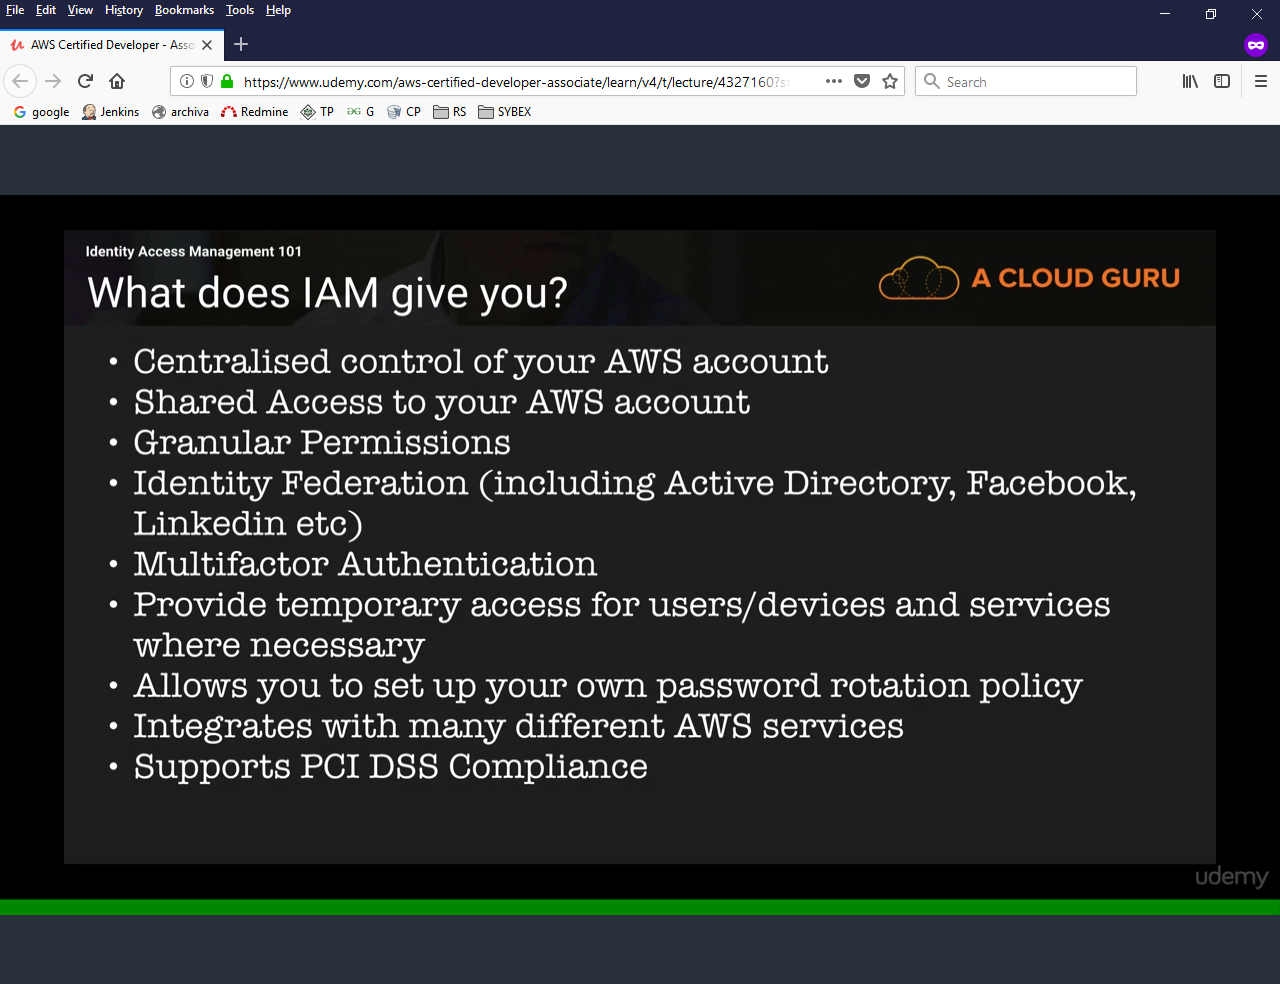 File Edit View History Bookmarks Tools Help
AWS Certified Developer - Asso
https://www.udemy.com/aws-certified-developer-associate/learn/v4/t/lecture/4327160?s
Search
google Jenkins archiva Redmine TP G CP RS SYBEX
Identity Access Management 101
What does IAM give you?
A CLOUD GURU
• Centralised control of your AWS account
• Shared Access to your AWS account
• Granular Permissions
• Identity Federation (including Active Directory, Facebook,
Linkedin etc)
• Multifactor Authentication
• Provide temporary access for users/devices and services
where necessary
• Allows you to set up your own password rotation policy
• Integrates with many different AWS services
• Supports PCI DSS Compliance
udemy